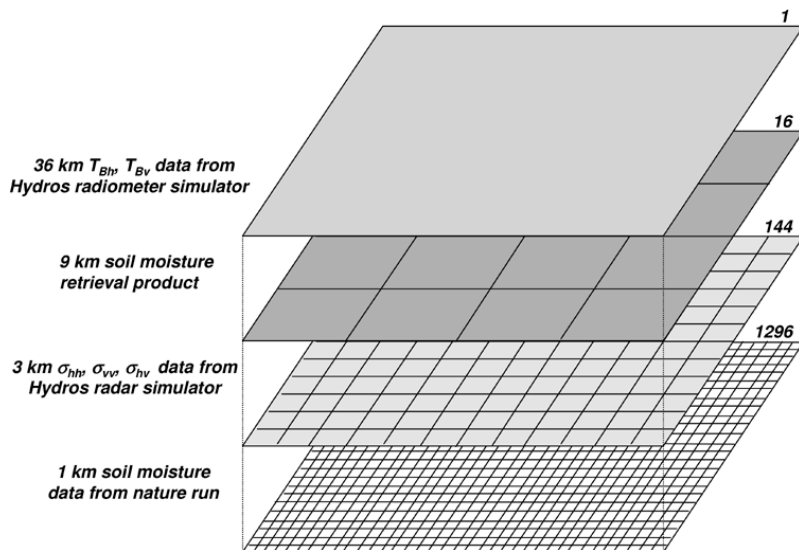 1
16
36 km T_Bh, T_Bv data from
Hydros radiometer simulator
144
9 km soil moisture
retrieval product
1296
3 km σ_hh, σ_vv, σ_hv data from
Hydros radar simulator
1 km soil moisture
data from nature run